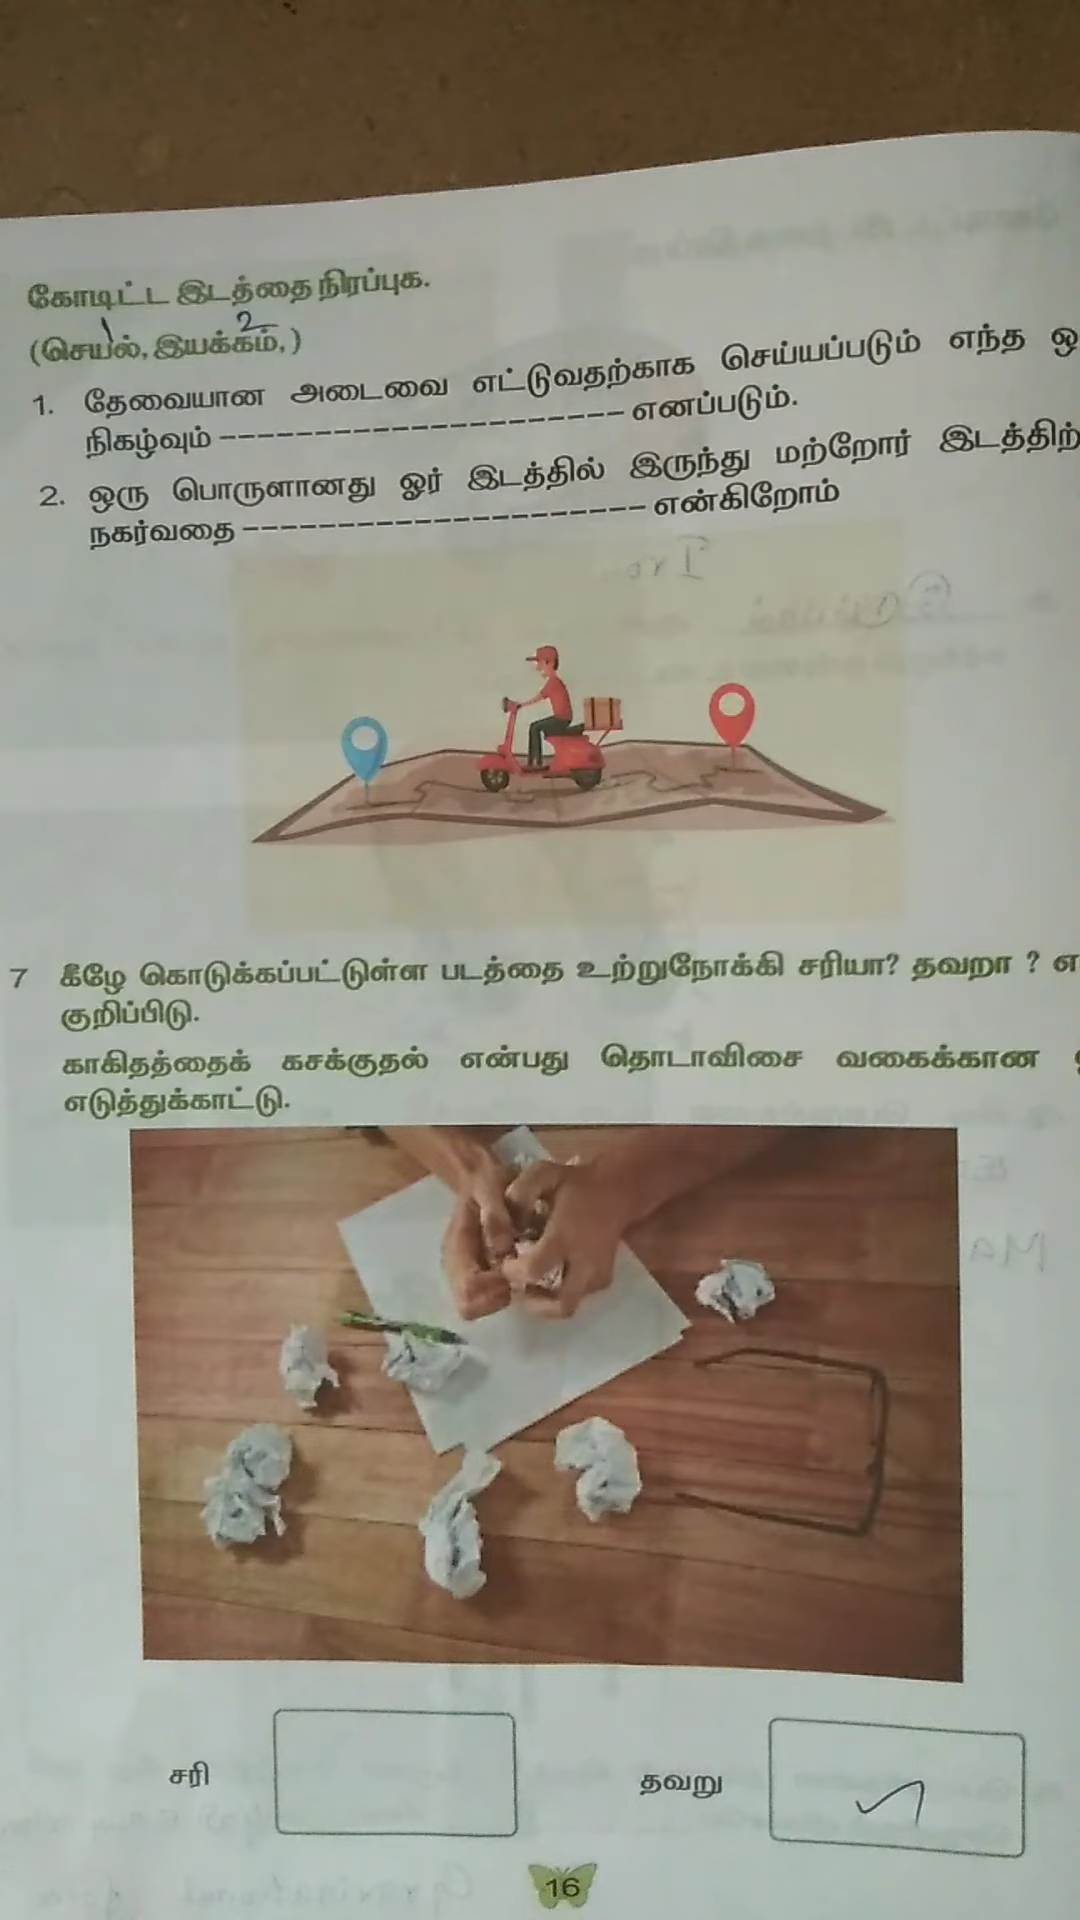 கோடிட்ட இடத்தை நிரப்புக.
(செயல், இயக்கம், )
1 2
1. தேவையான அடைவை எட்டுவதற்காக செய்யப்படும் எந்த ஒ
நிகழ்வும் -------------------- எனப்படும்.
2. ஒரு பொருளானது ஓர் இடத்தில் இருந்து மற்றோர் இடத்திற்
நகர்வதை -------------------- என்கிறோம்
7 கீழே கொடுக்கப்பட்டுள்ள படத்தை உற்றுநோக்கி சரியா? தவறா ? எ
குறிப்பிடு.
காகிதத்தைக் கசக்குதல் என்பது தொடாவிசை வகைக்கான
எடுத்துக்காட்டு.
சரி தவறு
16